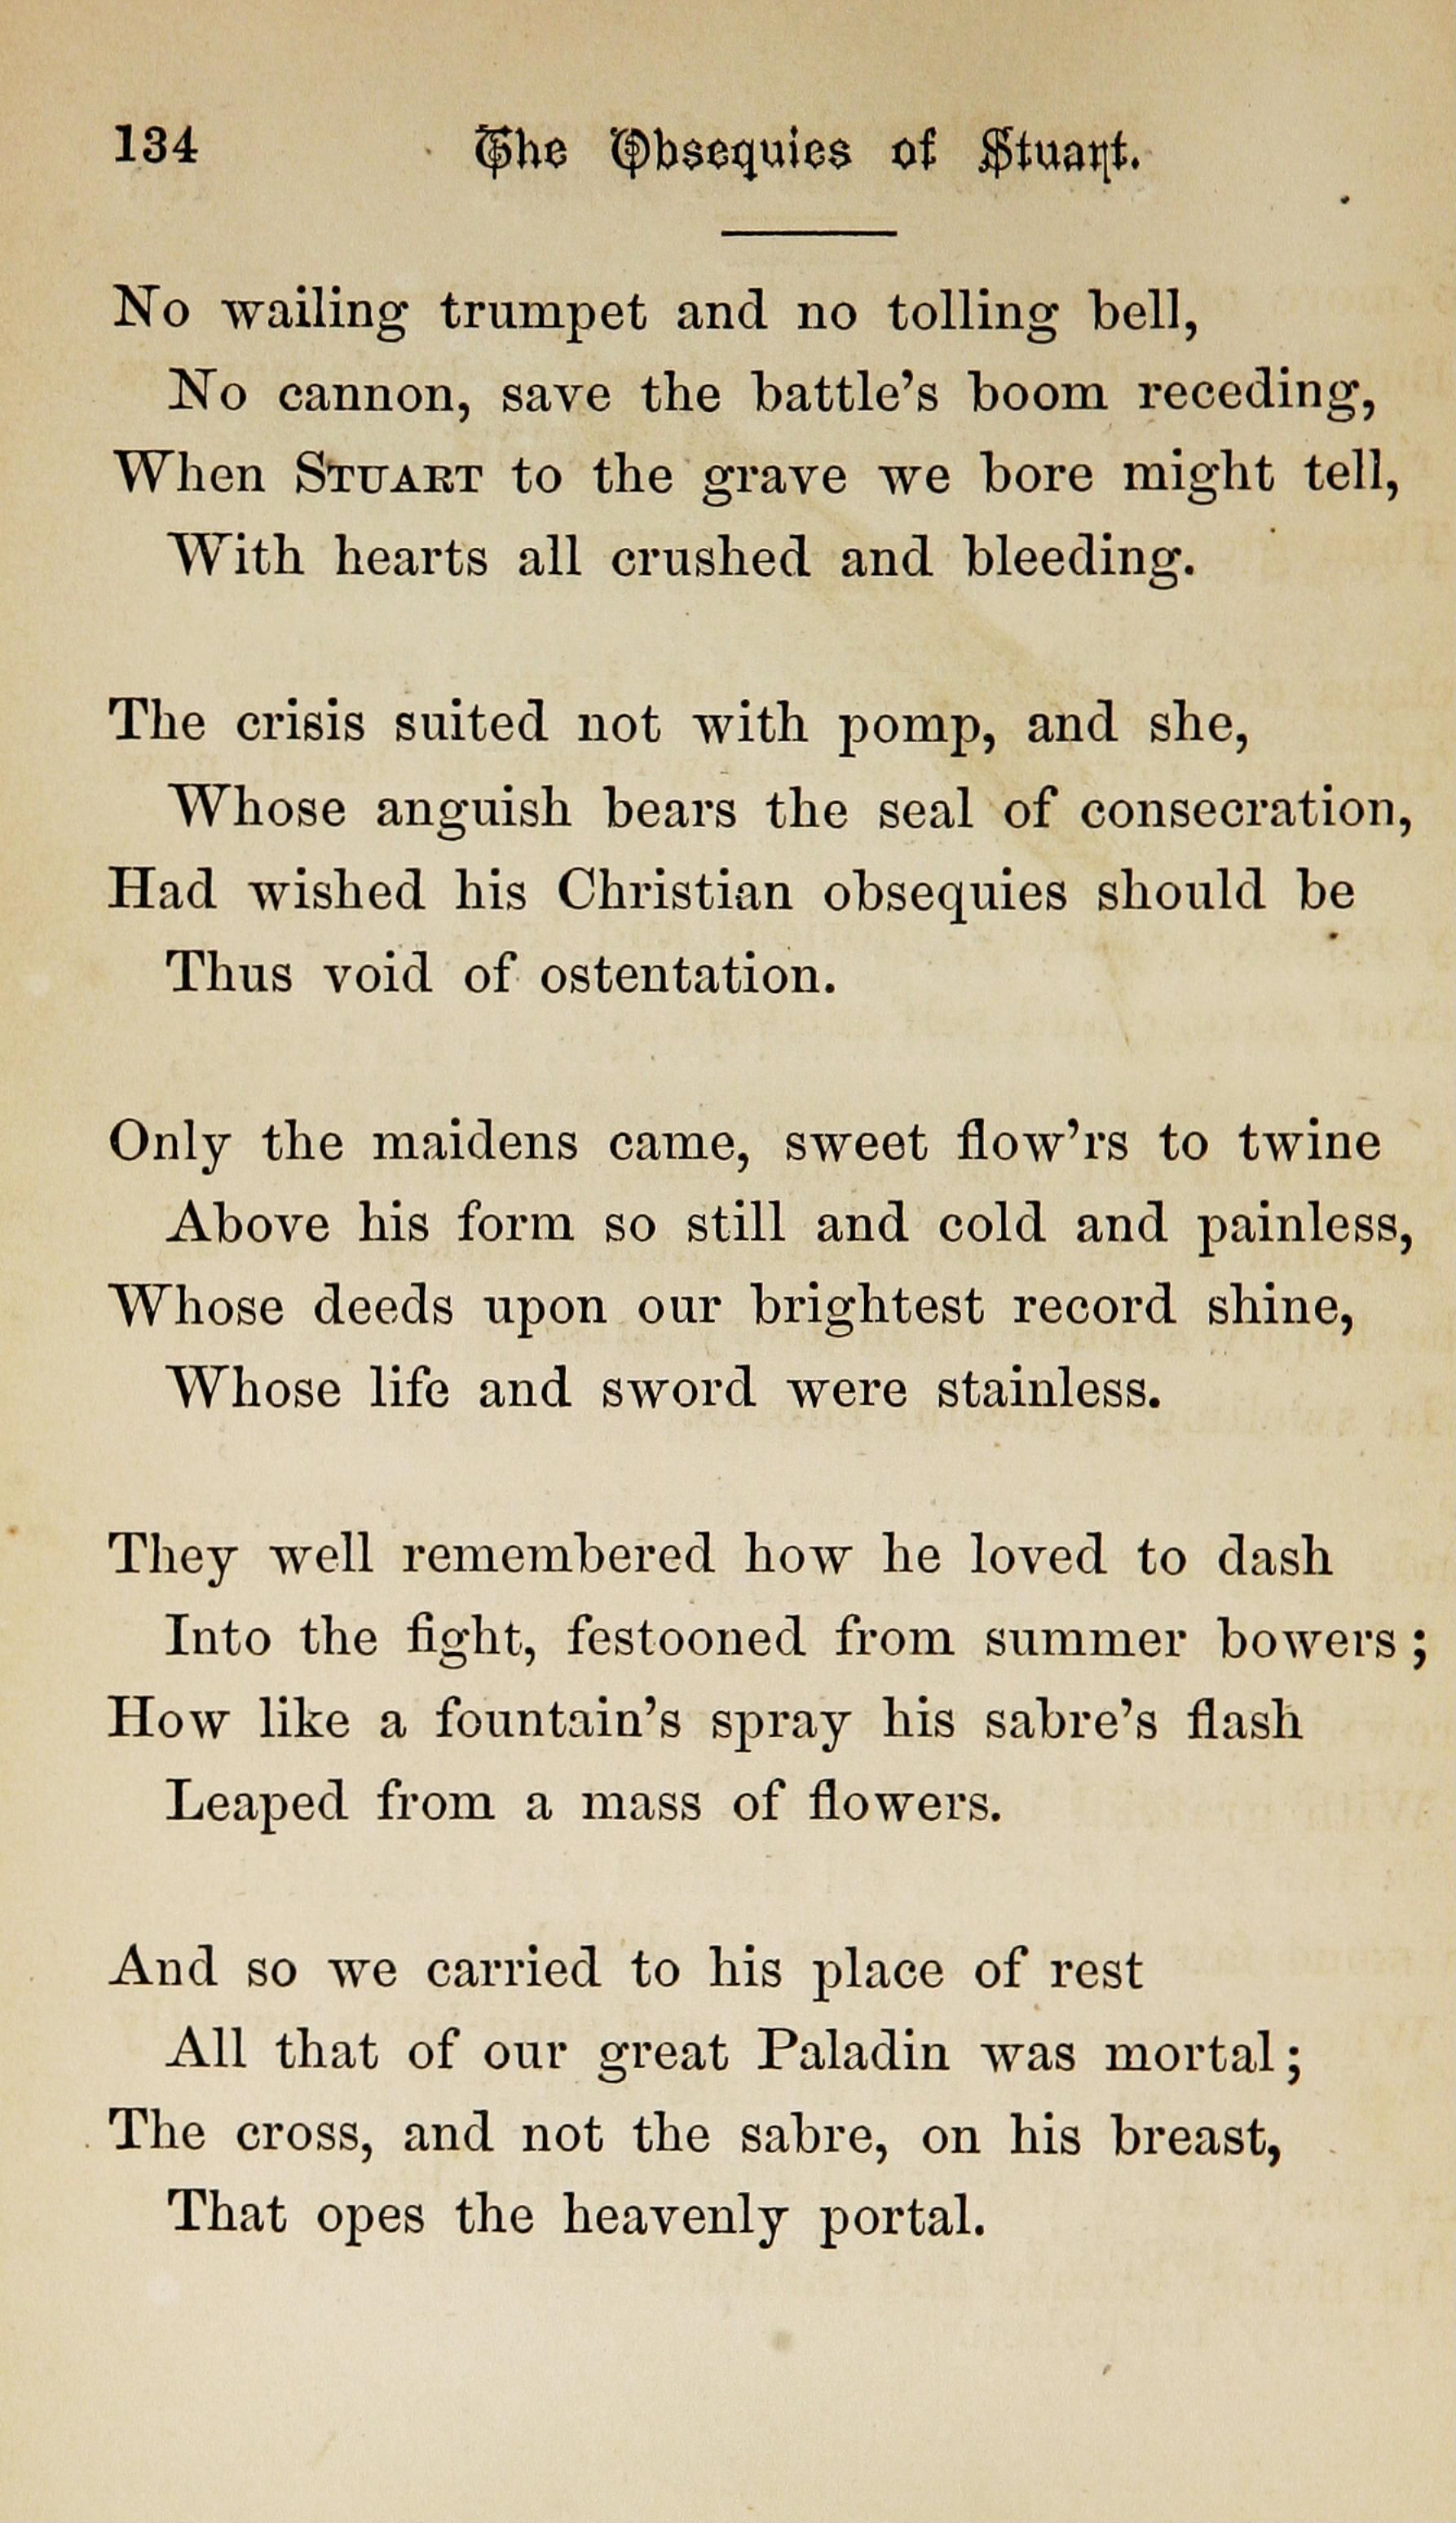 134 The Obsequies of Stuart.
No wailing trumpet and no tolling bell,
No cannon, save the battle’s boom receding,
When STUART to the grave we bore might tell,
With hearts all crushed and bleeding.
The crisis suited not with pomp, and she,
Whose anguish bears the seal of consecration,
Had wished his Christian obsequies should be
Thus void of ostentation.
Only the maidens came, sweet flow’rs to twine
Above his form so still and cold and painless,
Whose deeds upon our brightest record shine,
Whose life and sword were stainless.
They well remembered how he loved to dash
Into the fight, festooned from summer bowers ;
How like a fountain’s spray his sabre’s flash
Leaped from a mass of flowers.
And so we carried to his place of rest
All that of our great Paladin was mortal ;
The cross, and not the sabre, on his breast,
That opes the heavenly portal.